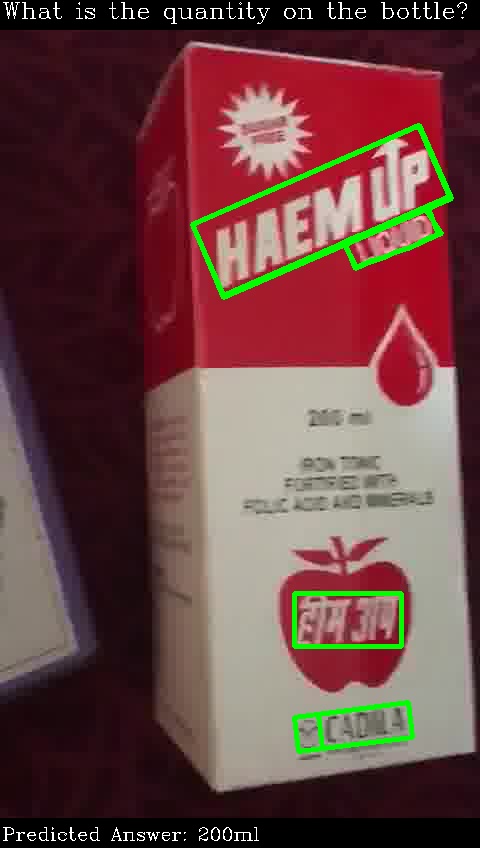 What is the quantity on the bottle?
SUGAR
FREE
HAEM UP
LIQUID
200 ml
IRON TONIC
FORTIFIED WITH
FOLIC ACID AND MINERALS
हीम अप
CADILA
Predicted Answer: 200ml